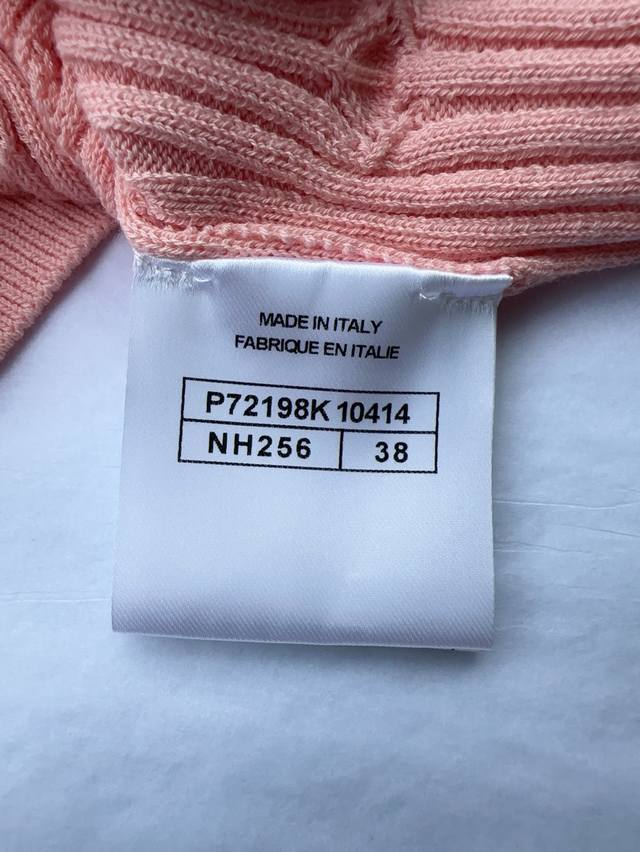 MADE IN ITALY
FABRIQUE EN ITALIE
P72198K 10414
NH256 38